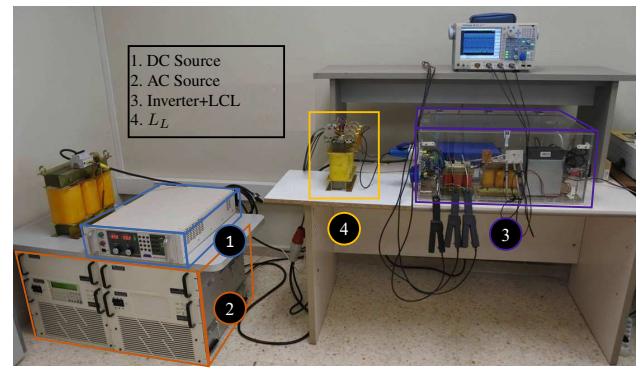 1. DC Source
2. AC Source
3. Inverter+LCL
4. L_L
1
2
3
4